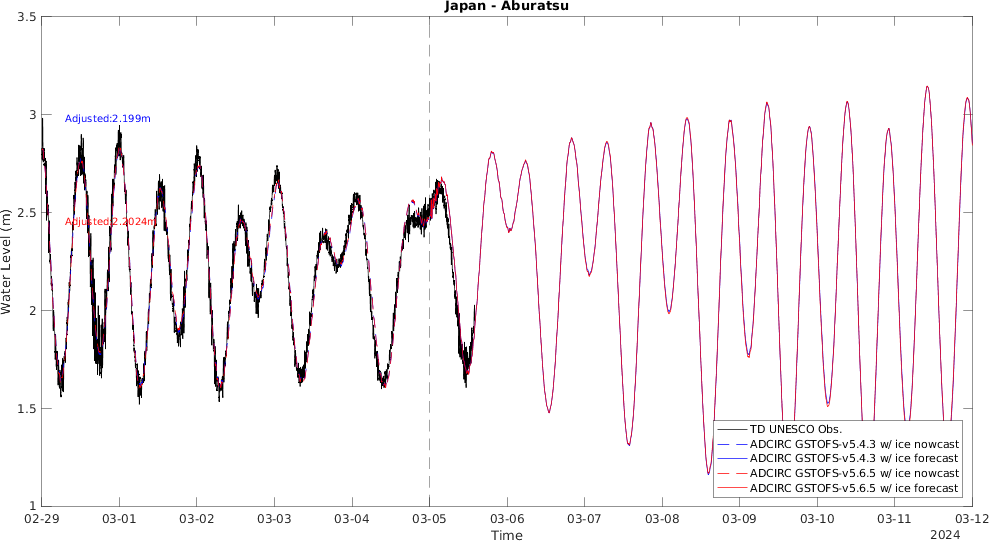 Japan - Aburatsu
3.5
3
2.5
2
1.5
1
Water Level (m)
Adjusted:2.199m
Adjusted:2.2024m
TD UNESCO Obs.
ADCIRC GSTOFS-v5.4.3 w/ ice nowcast
ADCIRC GSTOFS-v5.4.3 w/ ice forecast
ADCIRC GSTOFS-v5.6.5 w/ ice nowcast
ADCIRC GSTOFS-v5.6.5 w/ ice forecast
02-29 03-01 03-02 03-03 03-04 03-05 03-06 03-07 03-08 03-09 03-10 03-11 03-12
Time
2024